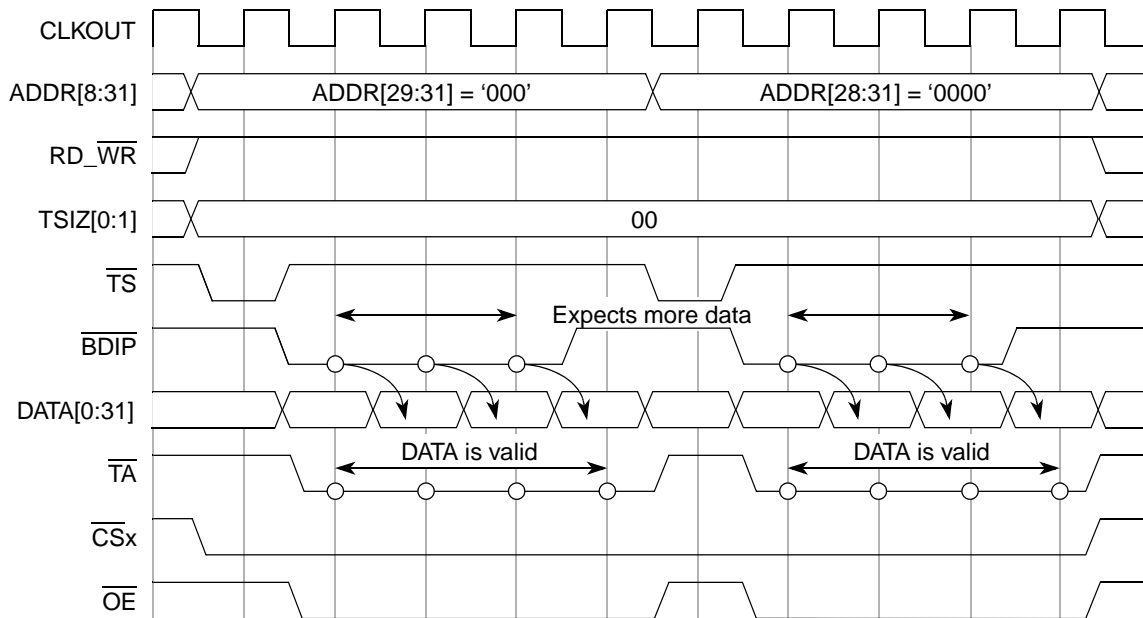 CLKOUT
ADDR[8:31]
ADDR[29:31] = ‘000’
ADDR[28:31] = ‘0000’
RD_WR
TSIZ[0:1]
00
TS
Expects more data
BDIP
DATA[0:31]
DATA is valid
DATA is valid
TA
CSx
OE